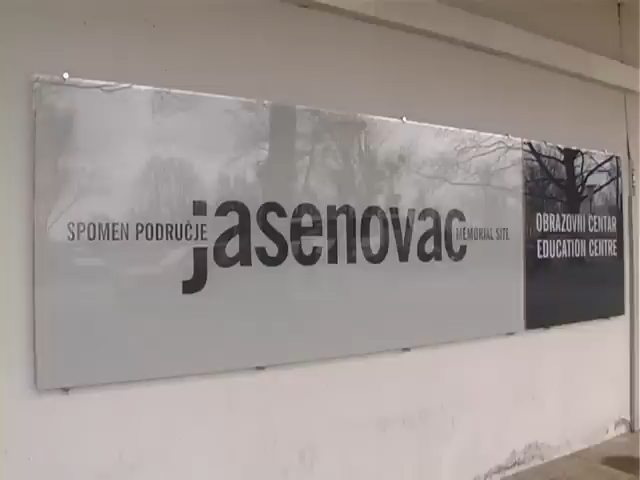 SPOMEN PODRUČJE jasenovac MEMORIAL SITE
OBRAZOVNI CENTAR
EDUCATION CENTRE